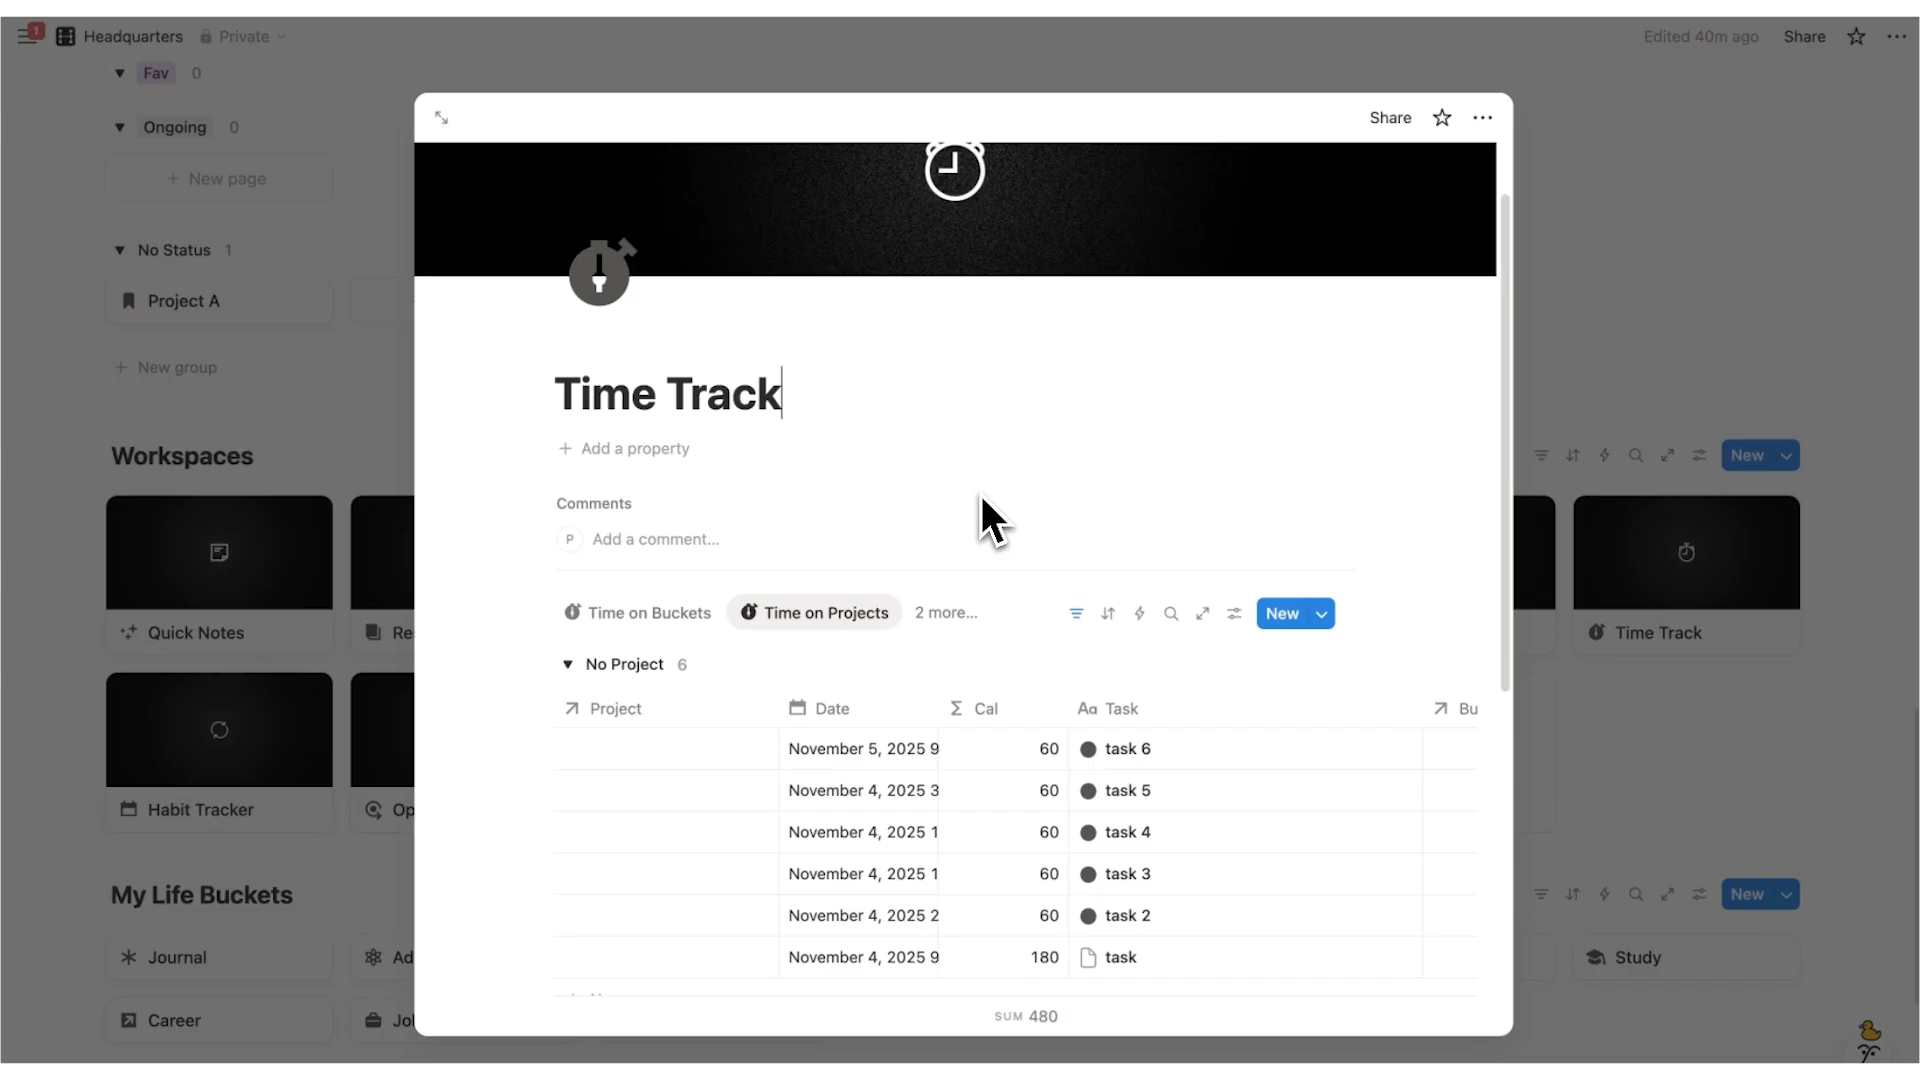 1
Headquarters
Private
Edited 40m ago
Share
Fav 0
Ongoing 0
+ New page
No Status 1
Project A
+ New group
Workspaces
New
Quick Notes
Re
Time Track
Habit Tracker
Op
My Life Buckets
New
Journal
Ad
Study
Career
Jo
Share
Time Track
+ Add a property
Comments
P Add a comment...
Time on Buckets
Time on Projects
2 more...
New
No Project 6
Project
Date
Σ Cal
Aa Task
Bu
November 5, 2025 9 60 task 6
November 4, 2025 3 60 task 5
November 4, 2025 1 60 task 4
November 4, 2025 1 60 task 3
November 4, 2025 2 60 task 2
November 4, 2025 9 180 task
SUM 480